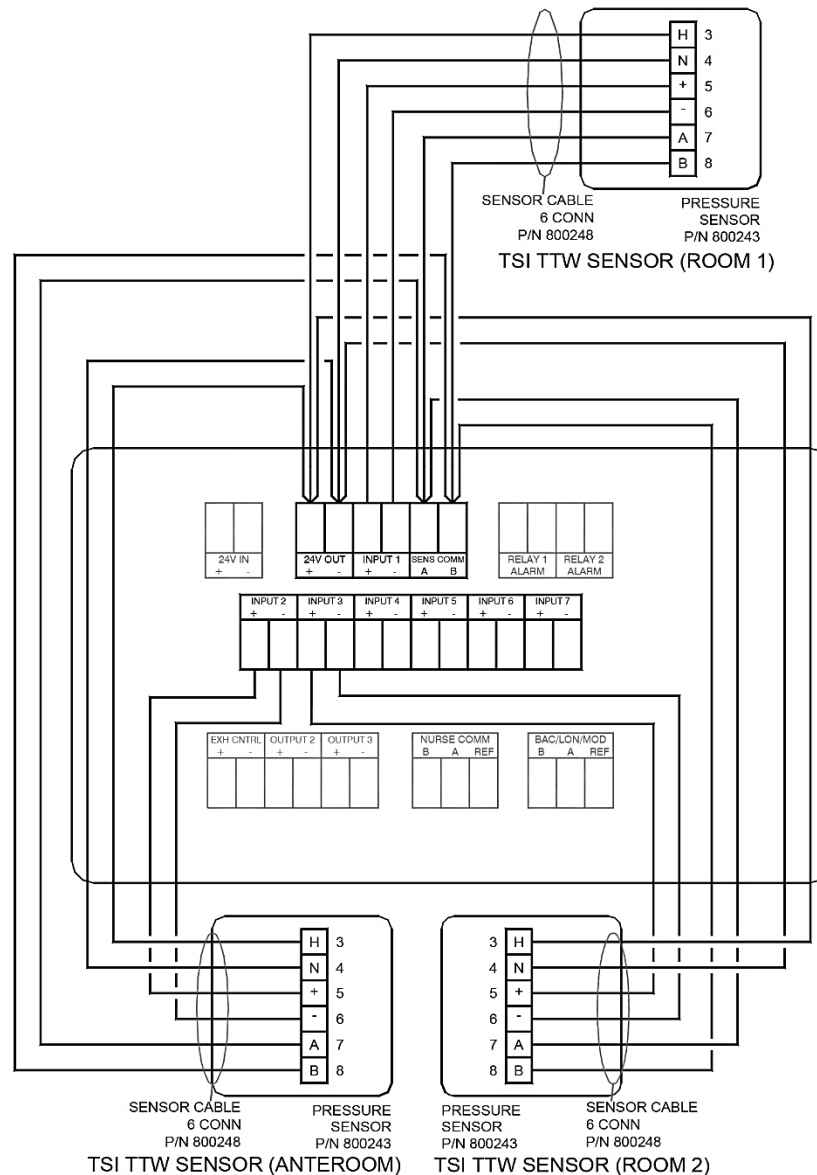 H 3
N 4
+ 5
- 6
A 7
B 8
SENSOR CABLE
6 CONN
P/N 800248
PRESSURE
SENSOR
P/N 800243
TSI TTW SENSOR (ROOM 1)
24V IN
+ -
24V OUT
+ -
INPUT 1
+ -
SENS COMM
A B
RELAY 1
ALARM
RELAY 2
ALARM
INPUT 2
+ -
INPUT 3
+ -
INPUT 4
+ -
INPUT 5
+ -
INPUT 6
+ -
INPUT 7
+ -
EXH CNTRL
+ -
OUTPUT 2
+ -
OUTPUT 3
+ -
NURSE COMM
B A REF
BAC/LON/MOD
B A REF
H 3
N 4
+ 5
- 6
A 7
B 8
SENSOR CABLE
6 CONN
P/N 800248
PRESSURE
SENSOR
P/N 800243
TSI TTW SENSOR (ANTEROOM)
3 H
4 N
5 +
6 -
7 A
8 B
PRESSURE
SENSOR
P/N 800243
SENSOR CABLE
6 CONN
P/N 800248
TSI TTW SENSOR (ROOM 2)